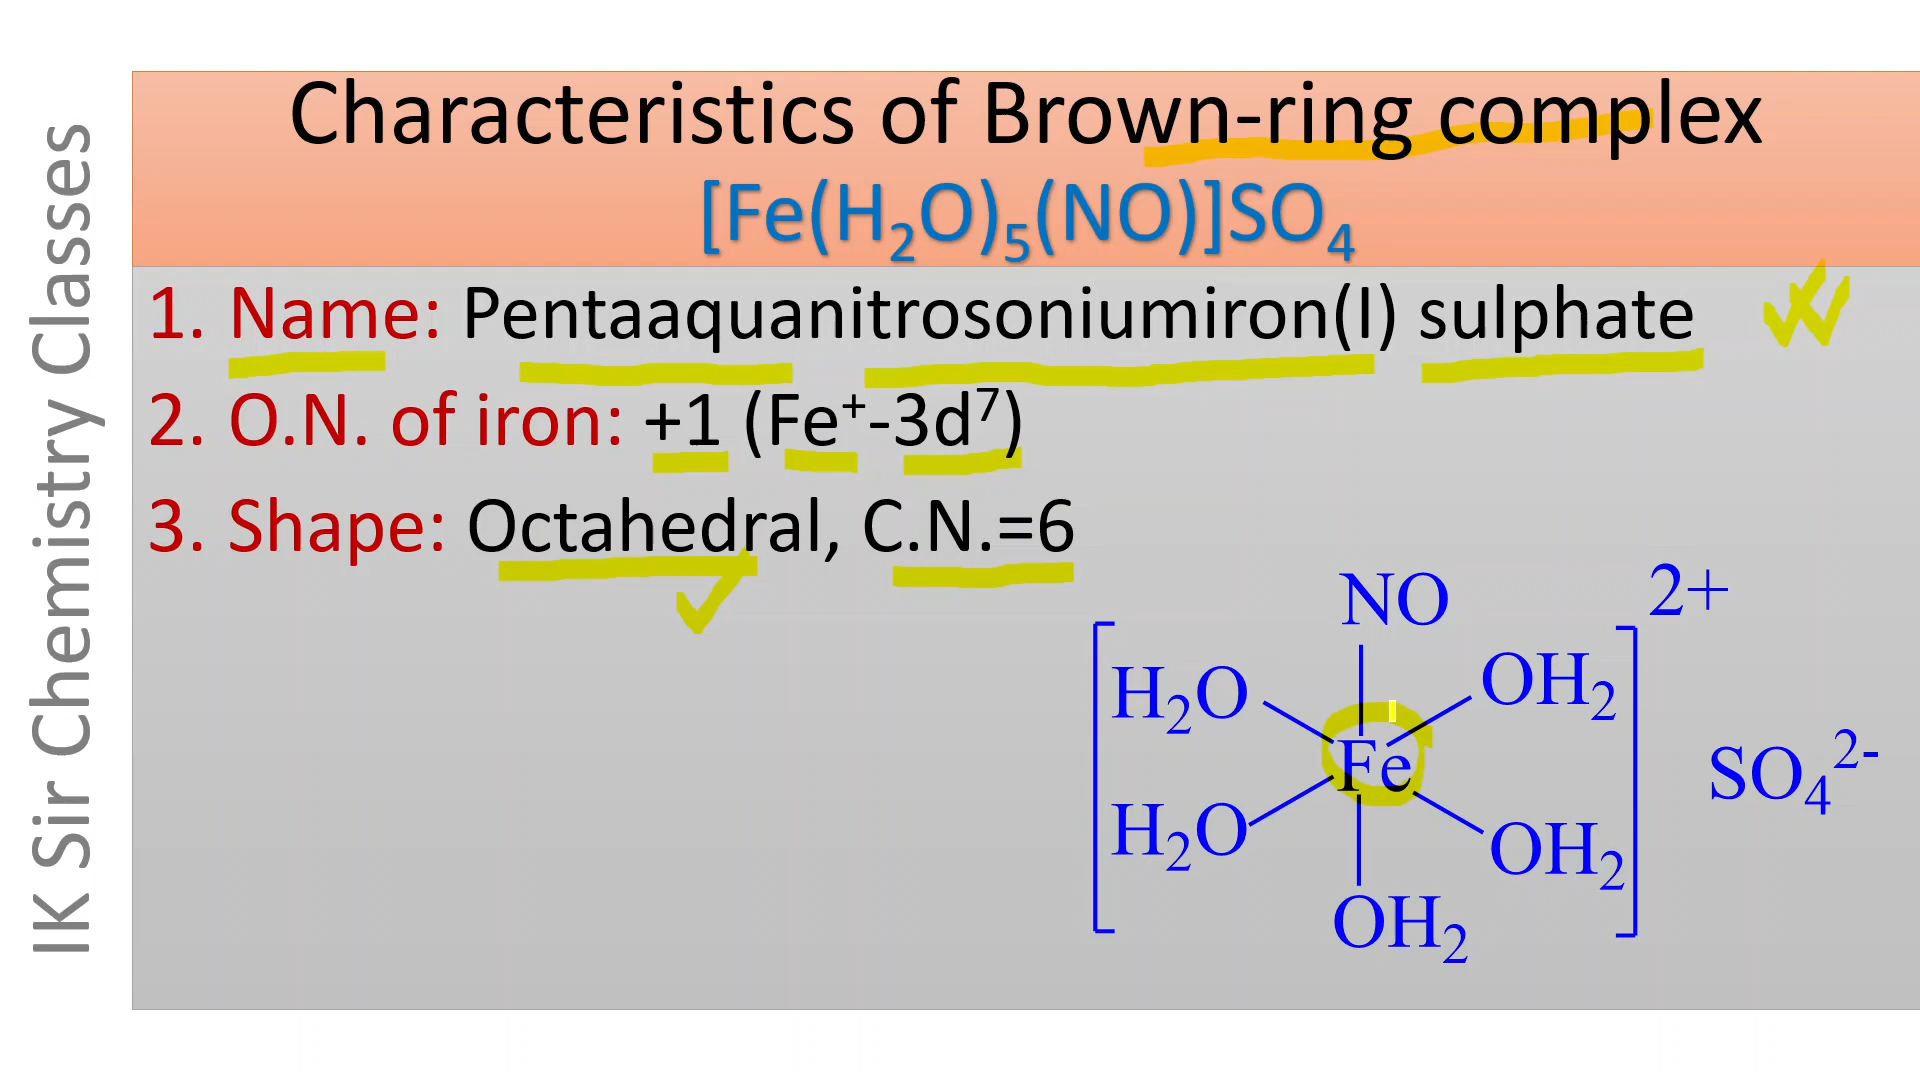 IK Sir Chemistry Classes
Characteristics of Brown-ring complex
[Fe(H₂O)₅(NO)]SO₄
1. Name: Pentaaquanitrosoniumiron(I) sulphate
2. O.N. of iron: +1 (Fe⁺-3d⁷)
3. Shape: Octahedral, C.N.=6
NO
2+
H₂O
OH₂
Fe
SO₄²⁻
H₂O
OH₂
OH₂